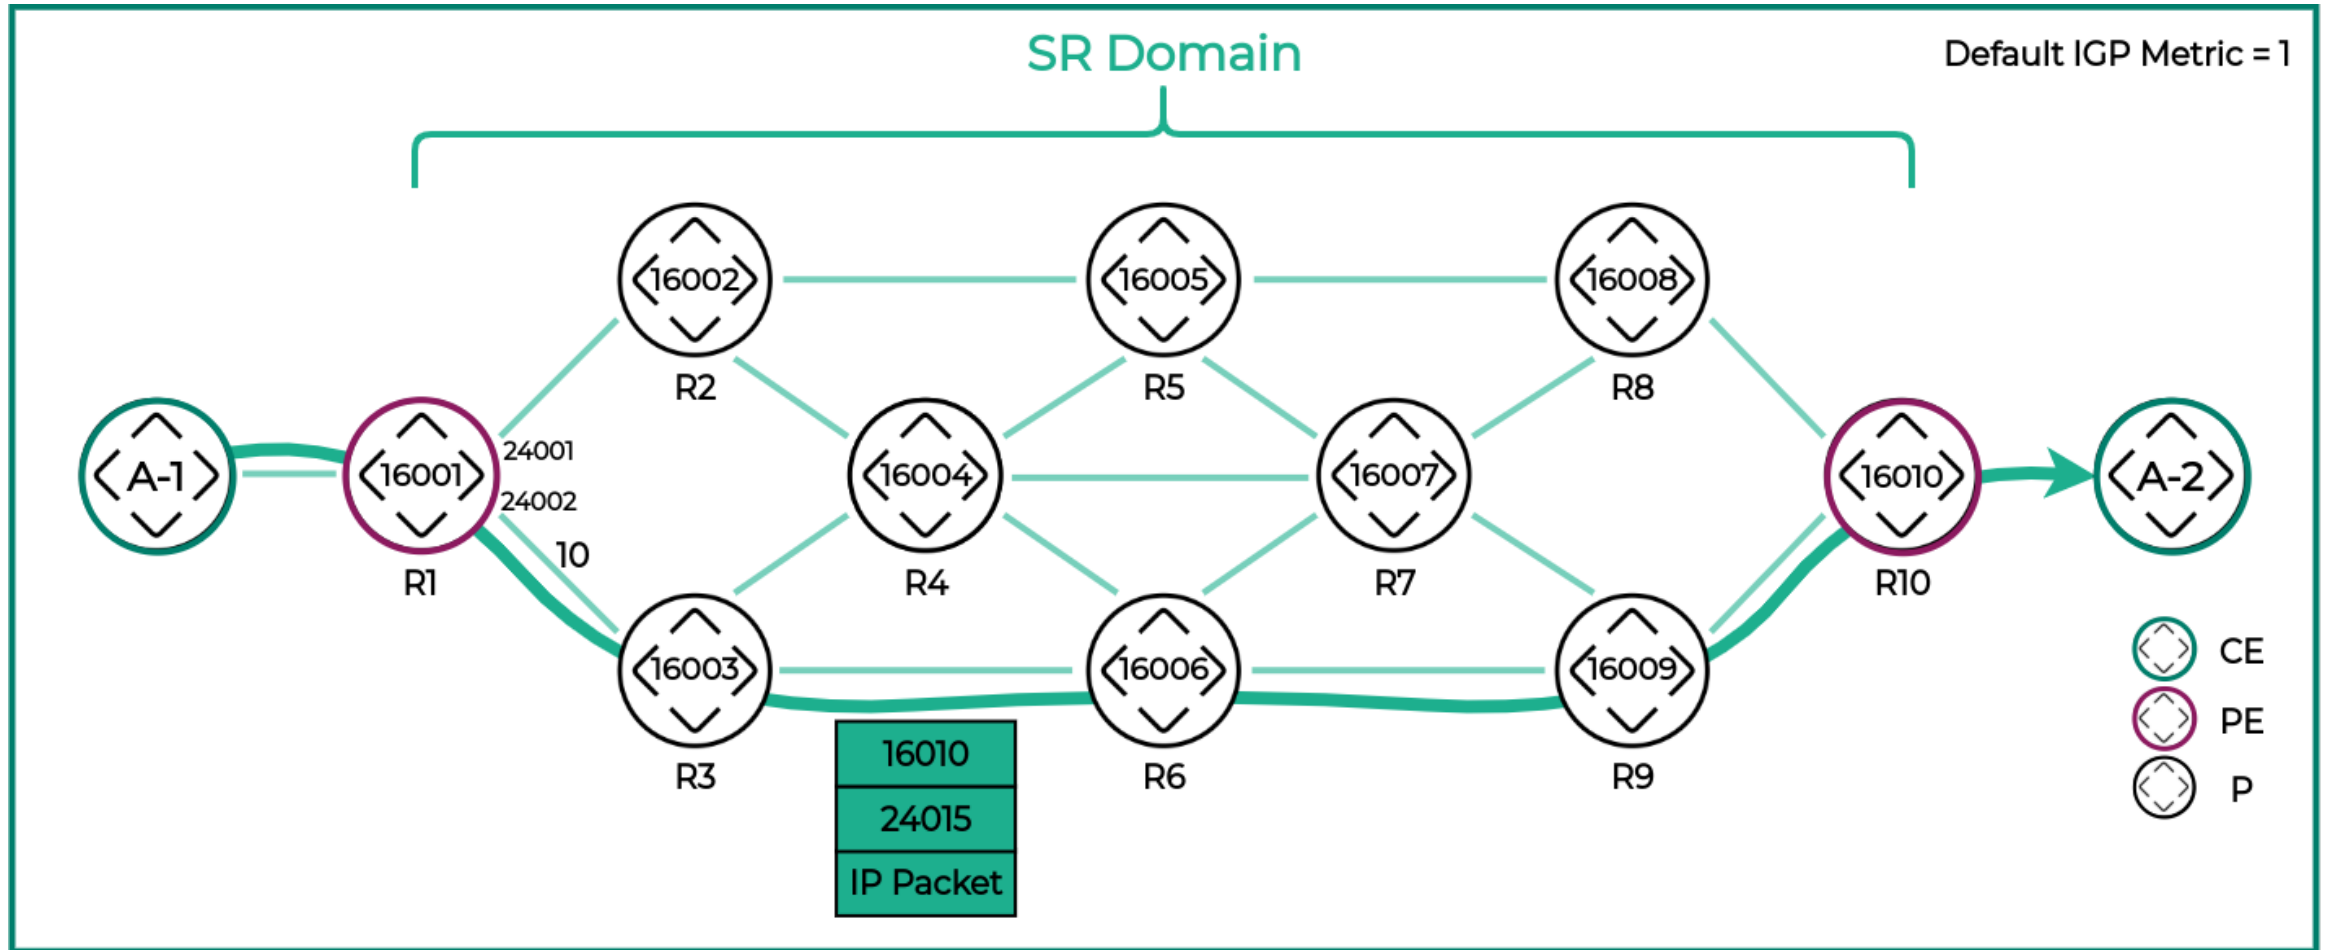 SR Domain
Default IGP Metric = 1
16002
16005
16008
R2
R5
R8
A-1
16001
24001
24002
16004
16007
16010
A-2
10
R1
R4
R7
R10
16003
16006
16009
R3
R6
R9
16010
24015
IP Packet
CE
PE
P